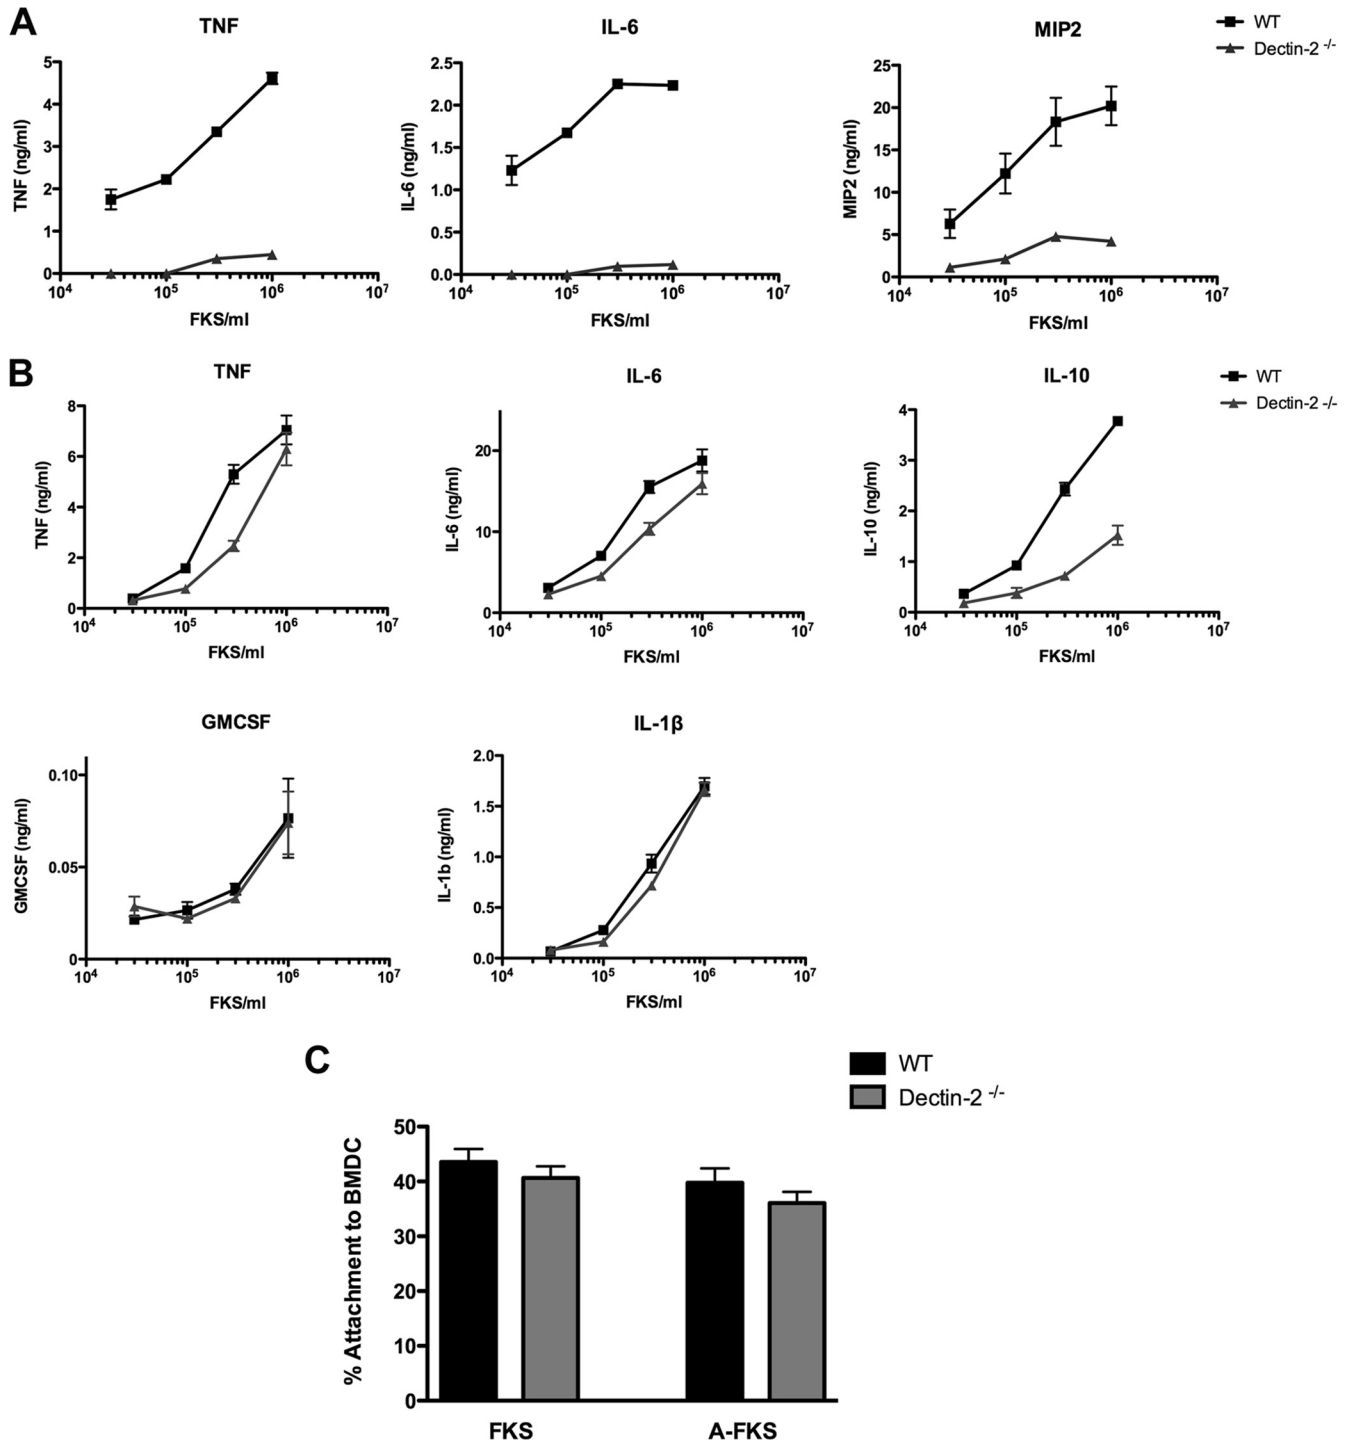 A
TNF
IL-6
MIP2
WT
Dectin-2 -/-
TNF (ng/ml)
5
4
3
2
1
0
10⁴
10⁵
10⁶
10⁷
FKS/ml
IL-6 (ng/ml)
2.5
2.0
1.5
1.0
0.5
0.0
10⁴
10⁵
10⁶
10⁷
FKS/ml
MIP2 (ng/ml)
25
20
15
10
5
0
10⁴
10⁵
10⁶
10⁷
FKS/ml
B
TNF
IL-6
IL-10
WT
Dectin-2 -/-
TNF (ng/ml)
8
6
4
2
0
10⁴
10⁵
10⁶
10⁷
FKS/ml
IL-6 (ng/ml)
20
10
0
10⁴
10⁵
10⁶
10⁷
FKS/ml
IL-10 (ng/ml)
4
3
2
1
0
10⁴
10⁵
10⁶
10⁷
FKS/ml
GMCSF
IL-1β
GMCSF (ng/ml)
0.10
0.05
0
10⁴
10⁵
10⁶
10⁷
FKS/ml
IL-1b (ng/ml)
2.0
1.5
1.0
0.5
0.0
10⁴
10⁵
10⁶
10⁷
FKS/ml
C
WT
Dectin-2 -/-
% Attachment to BMDC
50
40
30
20
10
0
FKS
A-FKS